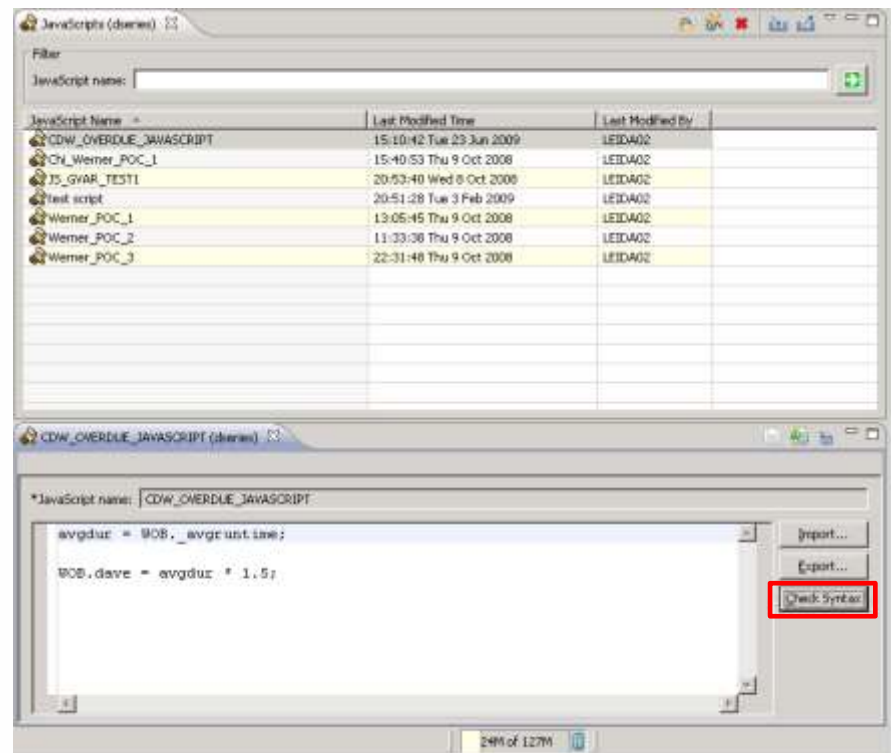 JavaScripts (dseries)
Filter
JavaScript name:
JavaScript Name Last Modified Time Last Modified By
CDW_OVERDUE_JAVASCRIPT 15:10:42 Tue 23 Jun 2009 LEIDA02
Chi_Werner_POC_1 15:40:53 Thu 9 Oct 2008 LEIDA02
JS_GVAR_TEST1 20:53:40 Wed 8 Oct 2008 LEIDA02
test script 20:51:28 Tue 3 Feb 2009 LEIDA02
Werner_POC_1 13:05:45 Thu 9 Oct 2008 LEIDA02
Werner_POC_2 11:33:38 Thu 9 Oct 2008 LEIDA02
Werner_POC_3 22:31:48 Thu 9 Oct 2008 LEIDA02
CDW_OVERDUE_JAVASCRIPT (dseries)
*JavaScript name: CDW_OVERDUE_JAVASCRIPT
avgdur = WOB._avgruntime;
Import...
WOB.dave = avgdur * 1.5;
Export...
Check Syntax
24M of 127M